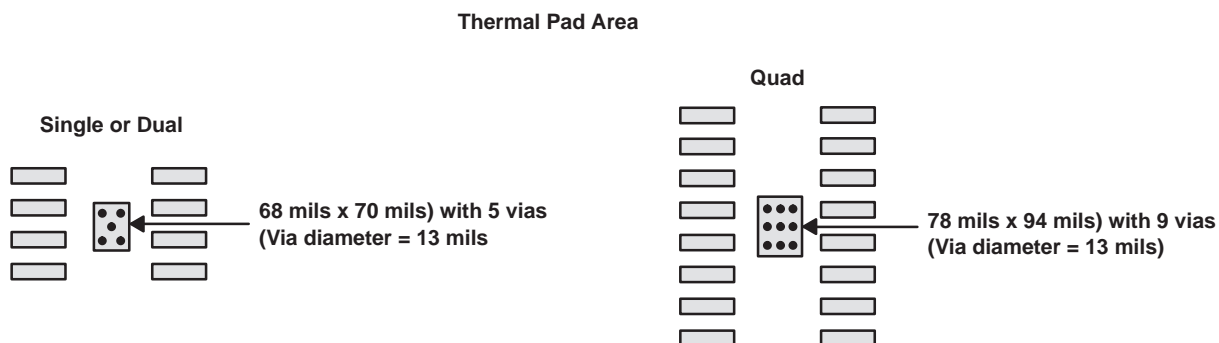 Thermal Pad Area
Single or Dual
68 mils x 70 mils) with 5 vias
(Via diameter = 13 mils
Quad
78 mils x 94 mils) with 9 vias
(Via diameter = 13 mils)